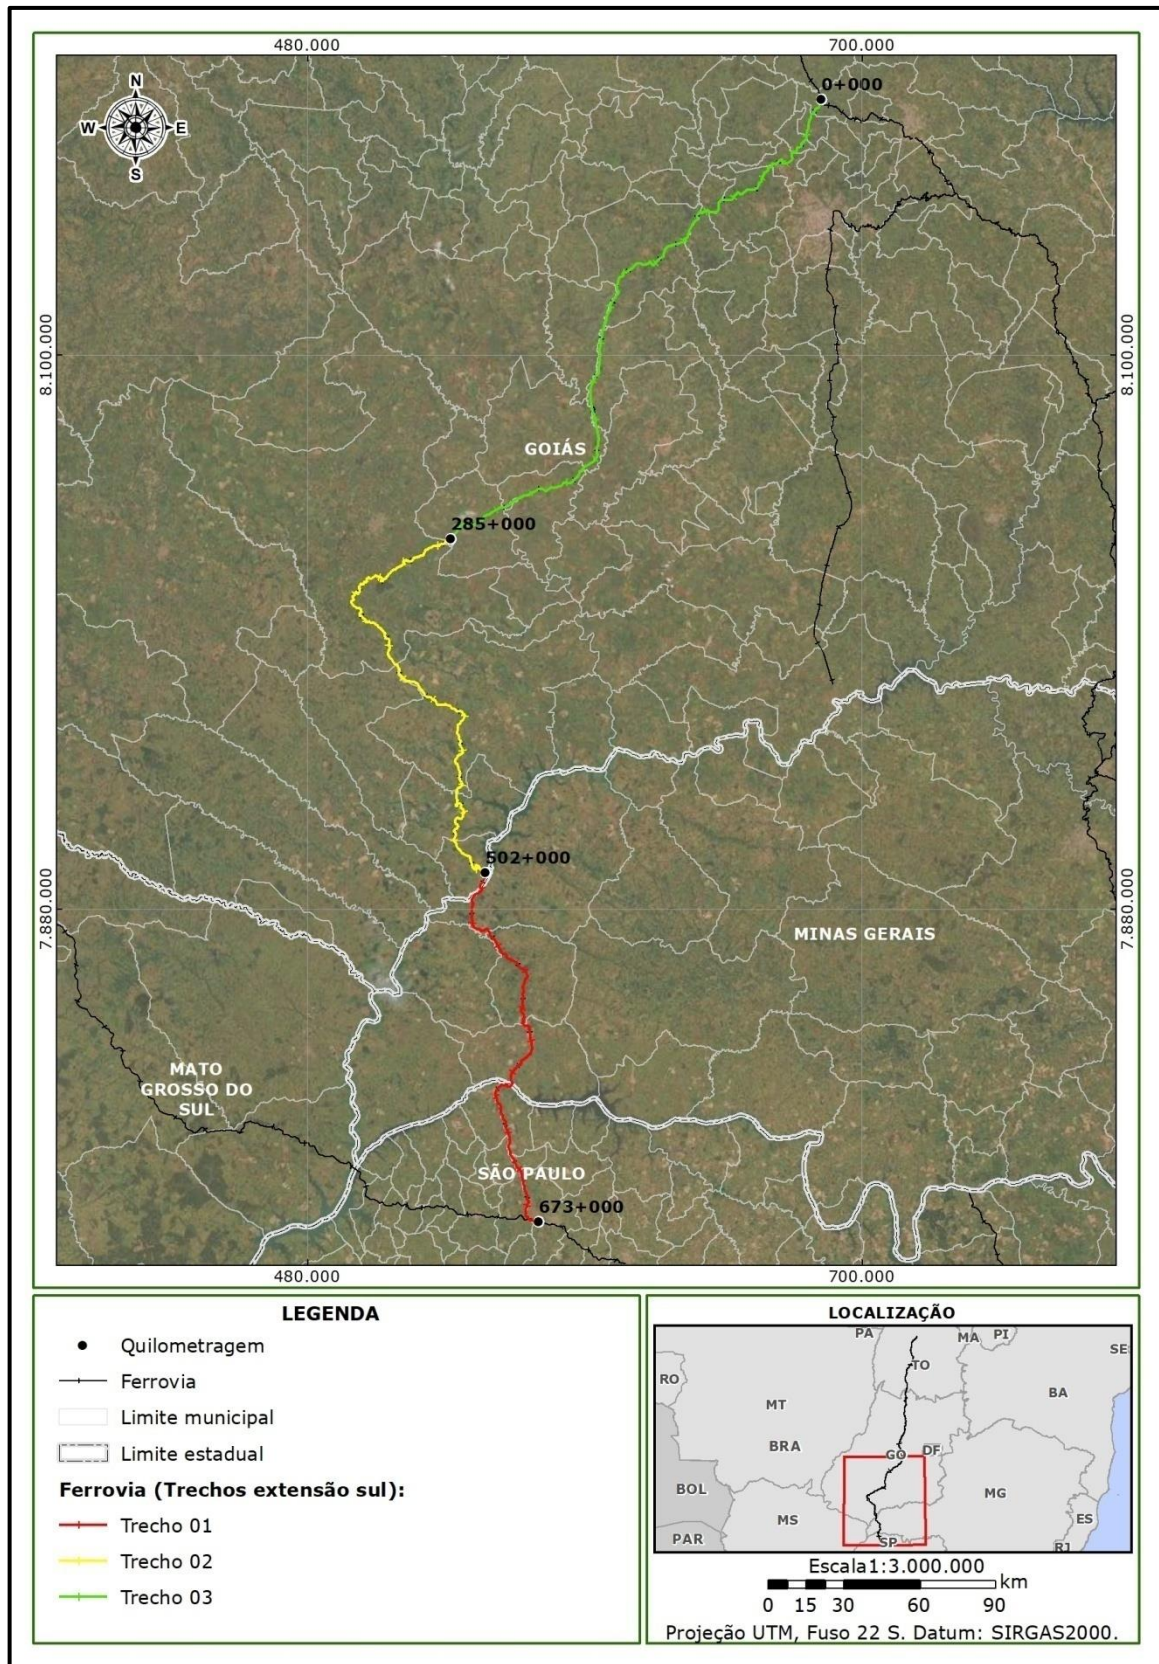 480.000
700.000
N
W
E
S
0+000
8.100.000
8.100.000
GOIÁS
285+000
502+000
7.880.000
7.880.000
MINAS GERAIS
MATO
GROSSO DO
SUL
SÃO PAULO
673+000
480.000
700.000
LEGENDA
Quilometragem
Ferrovia
Limite municipal
Limite estadual
Ferrovia (Trechos extensão sul):
Trecho 01
Trecho 02
Trecho 03
LOCALIZAÇÃO
PA
MA
PI
SE
RO
TO
MT
BA
BRA
GO
DF
BOL
MG
MS
ES
PAR
SP
RJ
Escala1:3.000.000
km
0 15 30 60 90
Projeção UTM, Fuso 22 S. Datum: SIRGAS2000.